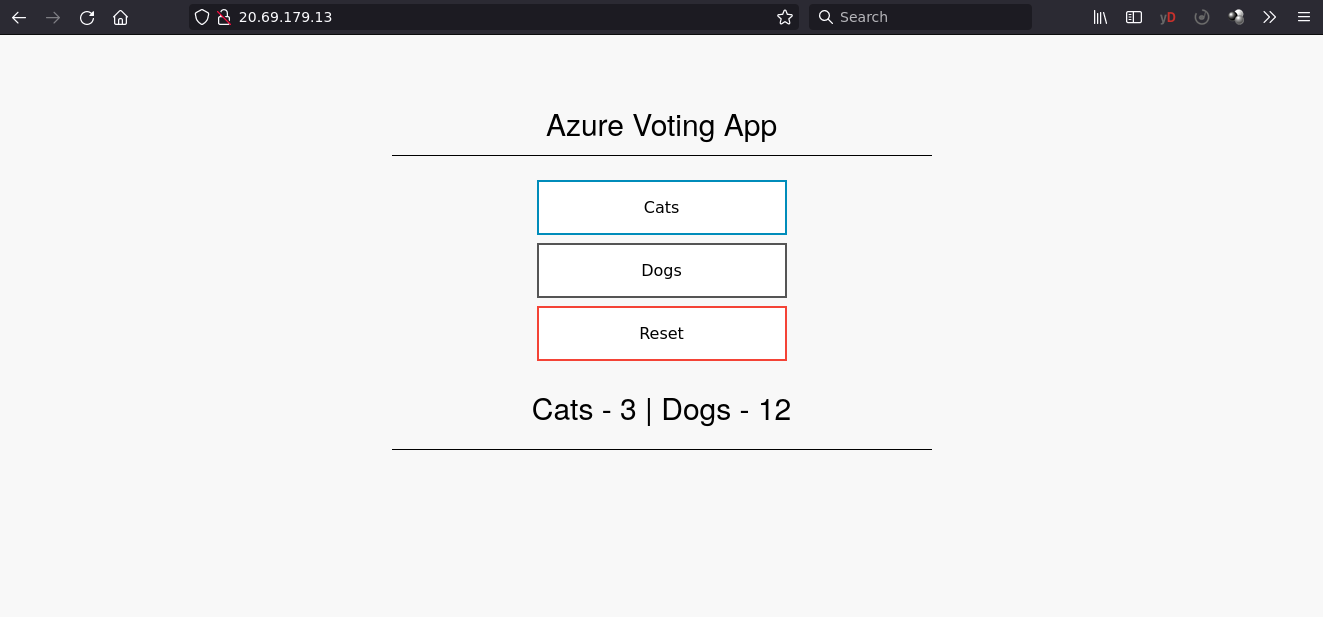 20.69.179.13
Search
yD
Azure Voting App
Cats
Dogs
Reset
Cats - 3 | Dogs - 12